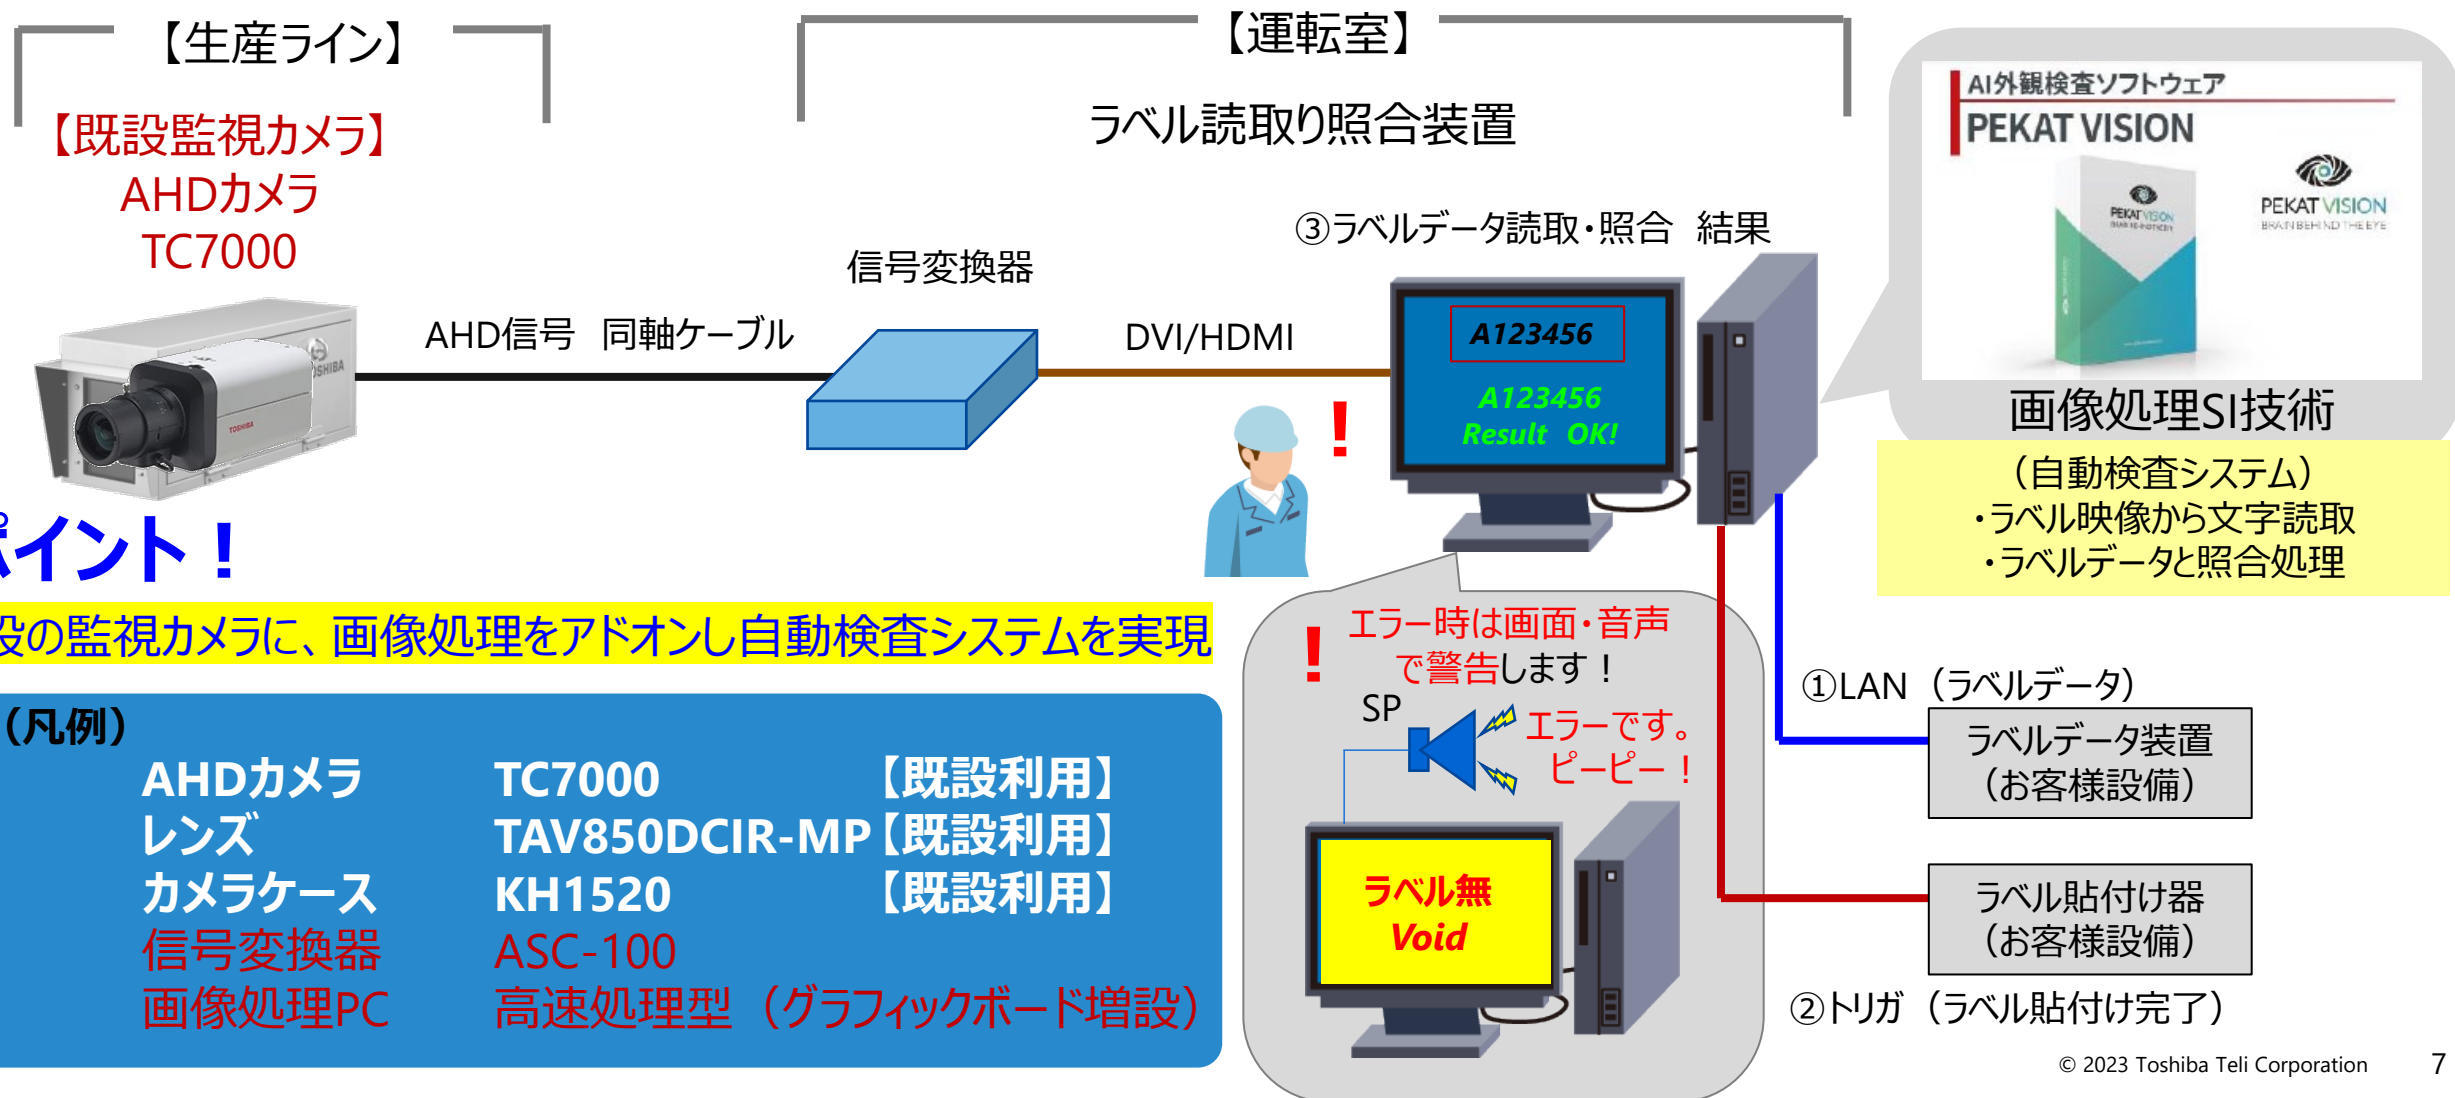 【生産ライン】
【運転室】
【既設監視カメラ】
AHDカメラ
TC7000
ラベル読取り照合装置
AI外観検査ソフトウェア
PEKAT VISION
PEKAT VISION
PEKAT VISION
BRAIN BEHIND THE EYE
画像処理SI技術
（自動検査システム）
・ラベル映像から文字読取
・ラベルデータと照合処理
TOSHIBA
AHD信号 同軸ケーブル
信号変換器
DVI/HDMI
③ラベルデータ読取・照合 結果
A123456
A123456
Result OK!
!
ポイント！
設の監視カメラに、画像処理をアドオンし自動検査システムを実現
（凡例）
AHDカメラ TC7000 【既設利用】
レンズ TAV850DCIR-MP【既設利用】
カメラケース KH1520 【既設利用】
信号変換器 ASC-100
画像処理PC 高速処理型（グラフィックボード増設）
! エラー時は画面・音声
で警告します！
SP
エラーです。
ピーピー！
ラベル無
Void
①LAN（ラベルデータ）
ラベルデータ装置
（お客様設備）
ラベル貼付け器
（お客様設備）
②トリガ（ラベル貼付け完了）
© 2023 Toshiba Teli Corporation 7